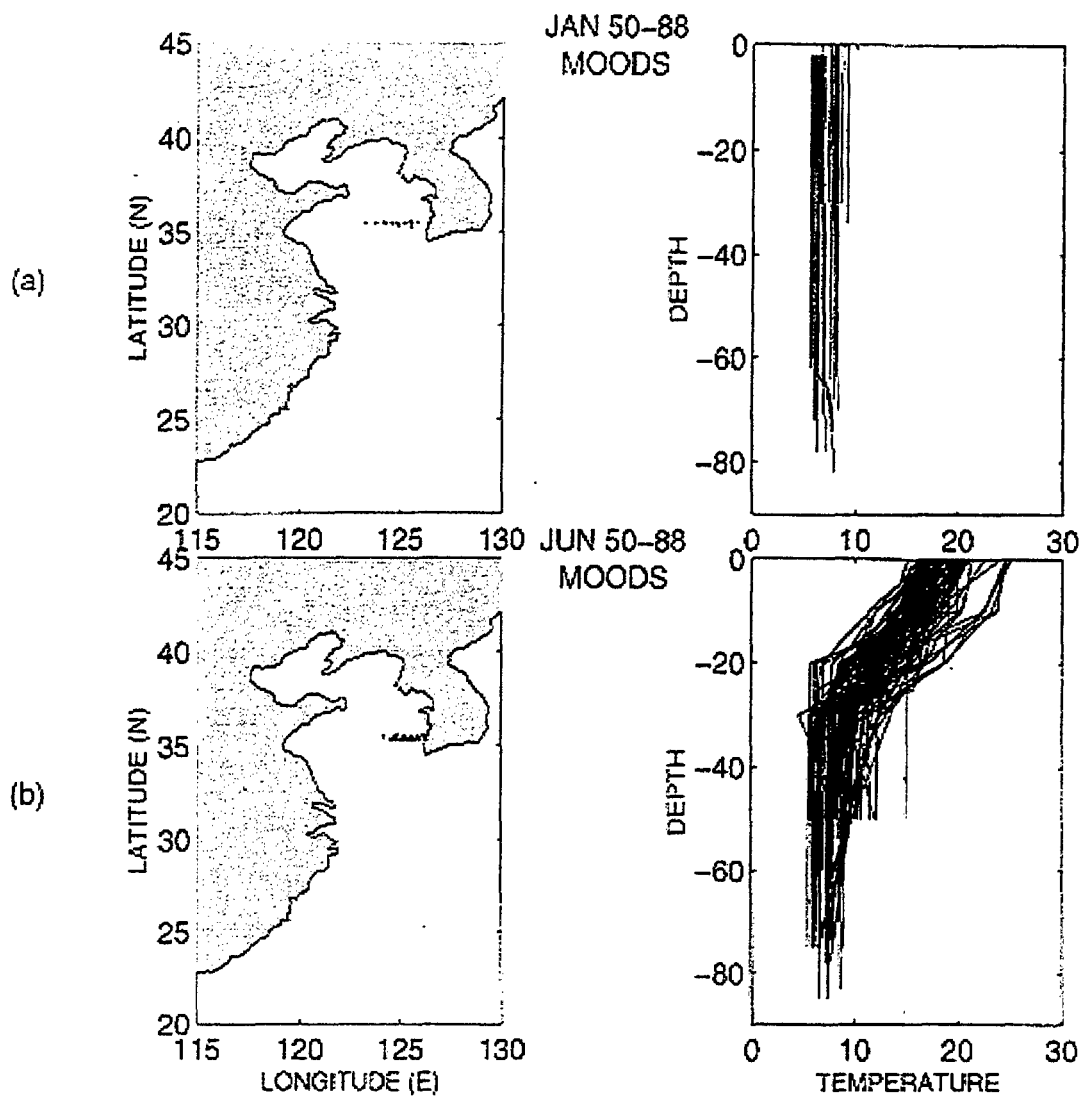 JAN 50-88
MOODS
(a)
LATITUDE (N)
45
40
35
30
25
20
115 120 125 130
DEPTH
0
-20
-40
-60
-80
0 10 20 30
JUN 50-88
MOODS
(b)
LATITUDE (N)
45
40
35
30
25
20
115 120 125 130
LONGITUDE (E)
DEPTH
0
-20
-40
-60
-80
0 10 20 30
TEMPERATURE